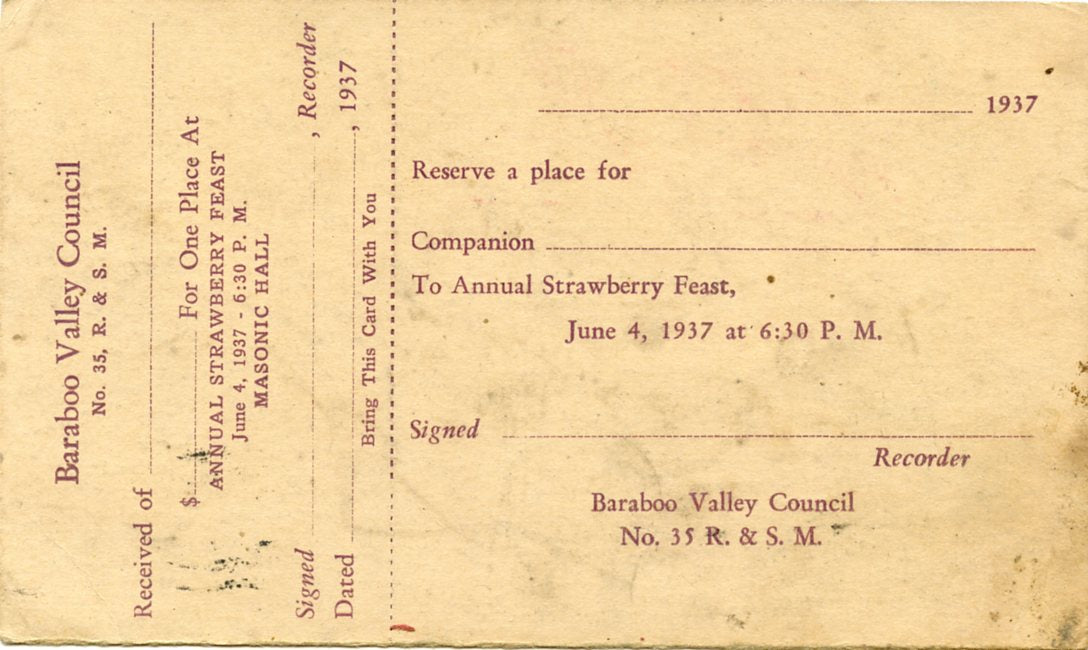 Baraboo Valley Council
No. 35, R. & S. M.
Received of
$ For One Place At
ANNUAL STRAWBERRY FEAST
June 4, 1937 - 6:30 P. M.
MASONIC HALL
Signed , Recorder
Dated , 1937
Bring This Card With You
1937
Reserve a place for
Companion
To Annual Strawberry Feast,
June 4, 1937 at 6:30 P. M.
Signed
Recorder
Baraboo Valley Council
No. 35 R. & S. M.